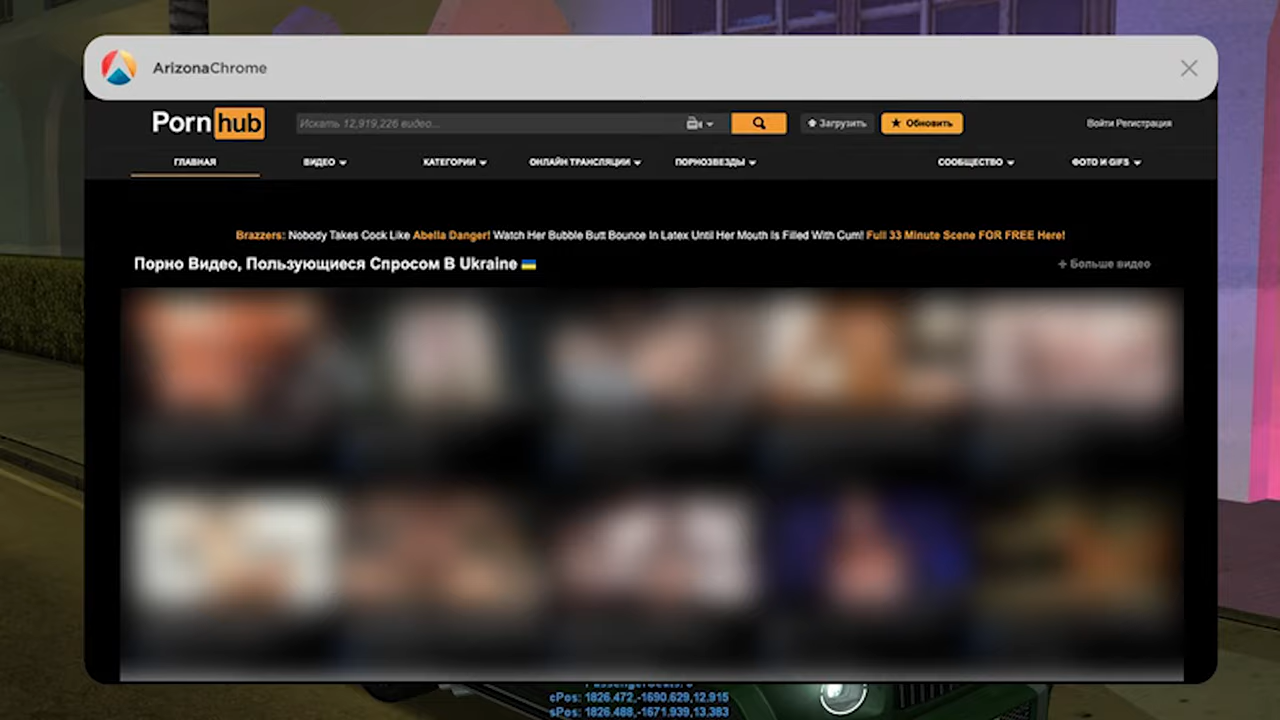 ArizonaChrome
Porn hub
Искать 12,919,226 видео...
Загрузить
Обновить
Войти Регистрация
ГЛАВНАЯ
ВИДЕО
КАТЕГОРИИ
ОНЛАЙН ТРАНСЛЯЦИИ
ПОРНОЗВЕЗДЫ
СООБЩЕСТВО
ФОТО И GIFS
Brazzers: Nobody Takes Cock Like Abella Danger! Watch Her Bubble Butt Bounce In Latex Until Her Mouth Is Filled With Cum! Full 33 Minute Scene FOR FREE Here!
Порно Видео, Пользующиеся Спросом В Ukraine
+ Больше видео
cPos: 1826.472,-1690.629,12.915
sPos: 1826.488,-1671.939,13.383